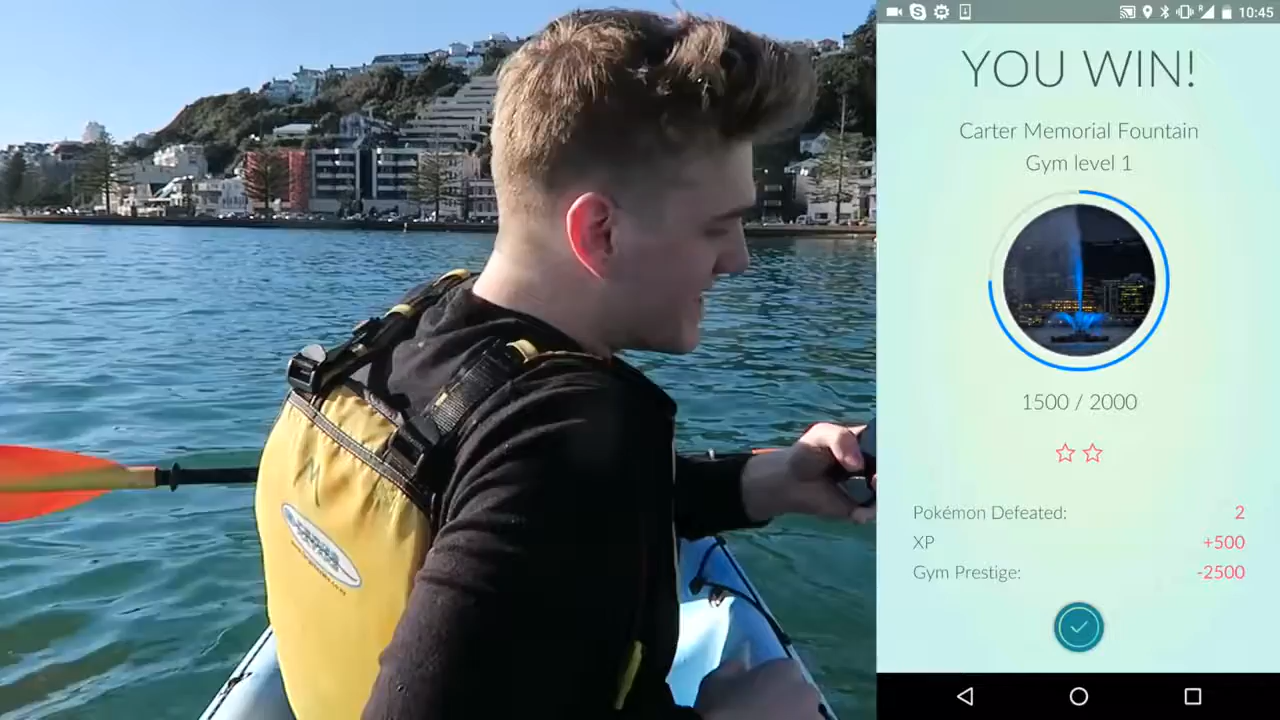 10:45
YOU WIN!
Carter Memorial Fountain
Gym level 1
1500 / 2000
Pokémon Defeated: 2
XP +500
Gym Prestige: -2500